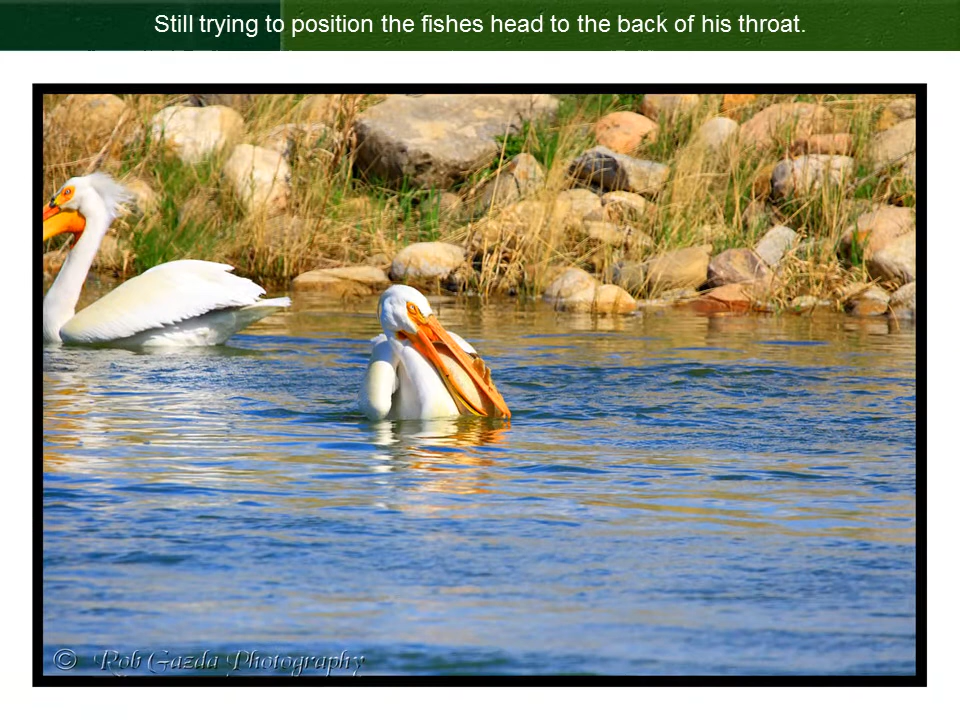 Still trying to position the fishes head to the back of his throat.
© Rob Gazda Photography